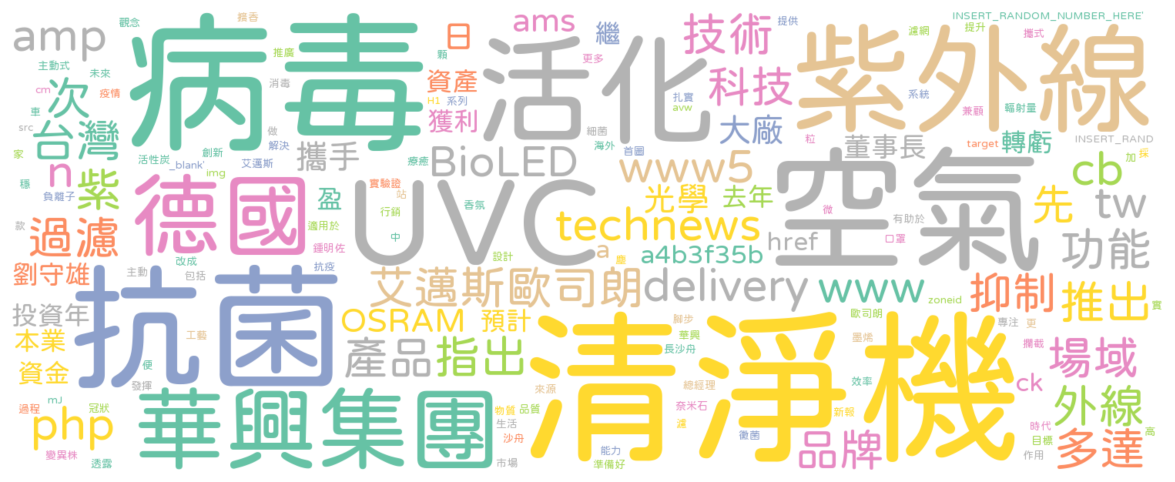 觀念
擴香
ams
繼
技術
INSERT_RANDOM_NUMBER_HERE'
提供
amp
病毒
推廣
日
顆
活化
更多
紫外線
濾網
提升
攜式
主動式
未來
消毒
資產
科技
cm
次
疫情
H1
系列
扎實
avw
系統
兼顧
輻射量
車
src
台灣
做
解決
獲利
細菌
海外
大廠
董事長
target
轉虧
INSERT_RAND
家
活性炭
創新
攜手
療癒
BioLED
首圖
www5
空氣
cb
加
採
_blank'
img
艾邁斯
n
紫
穩
負離子
德國
盈
實驗證
站
UVC
香氛
光學
去年
微
有助於
先
tw
款
過濾
適用於
行銷
中
technews
a
href
口罩
功能
改成
鍾明佐
設計
塵
a4b3f35b
劉守雄
主動
包括
抗疫
抗菌
艾邁斯歐司朗
delivery
www
zoneid
抑制
推出
實
投資年
工藝
OSRAM
預計
腳步
華興
長沙舟
歐司朗
專注
更
本業
便
產品
指出
清淨機
墨烯
攔截
場域
資金
發揮
總經理
效率
ck
外線
過程
mJ
冠狀
華興集團
來源
奈米石
物質
品質
濾
新報
時代
高
php
生活
沙舟
徽菌
品牌
目標
多達
變異株
透露
市場
能力
準備好
作用
粒